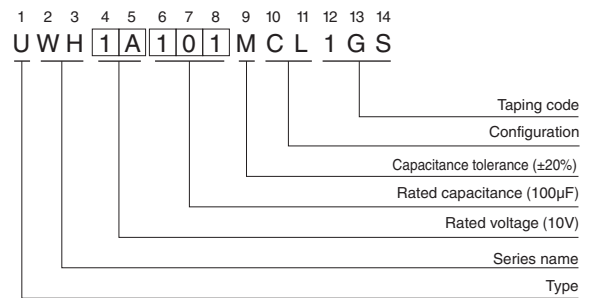 1 2 3 4 5 6 7 8 9 10 11 12 13 14
U W H 1 A 1 0 1 M C L 1 G S
Taping code
Configuration
Capacitance tolerance (±20%)
Rated capacitance (100µF)
Rated voltage (10V)
Series name
Type